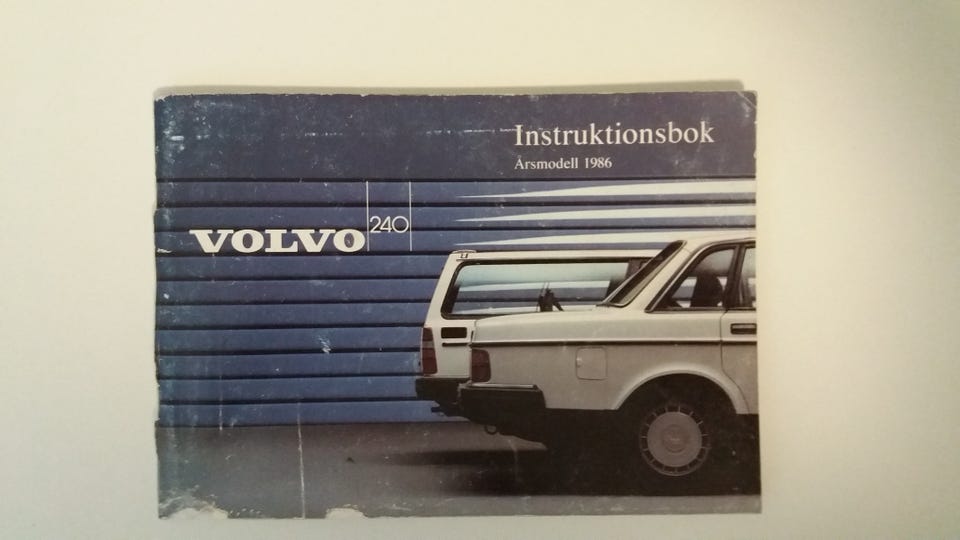 Instruktionsbok
Årsmodell 1986
VOLVO 240